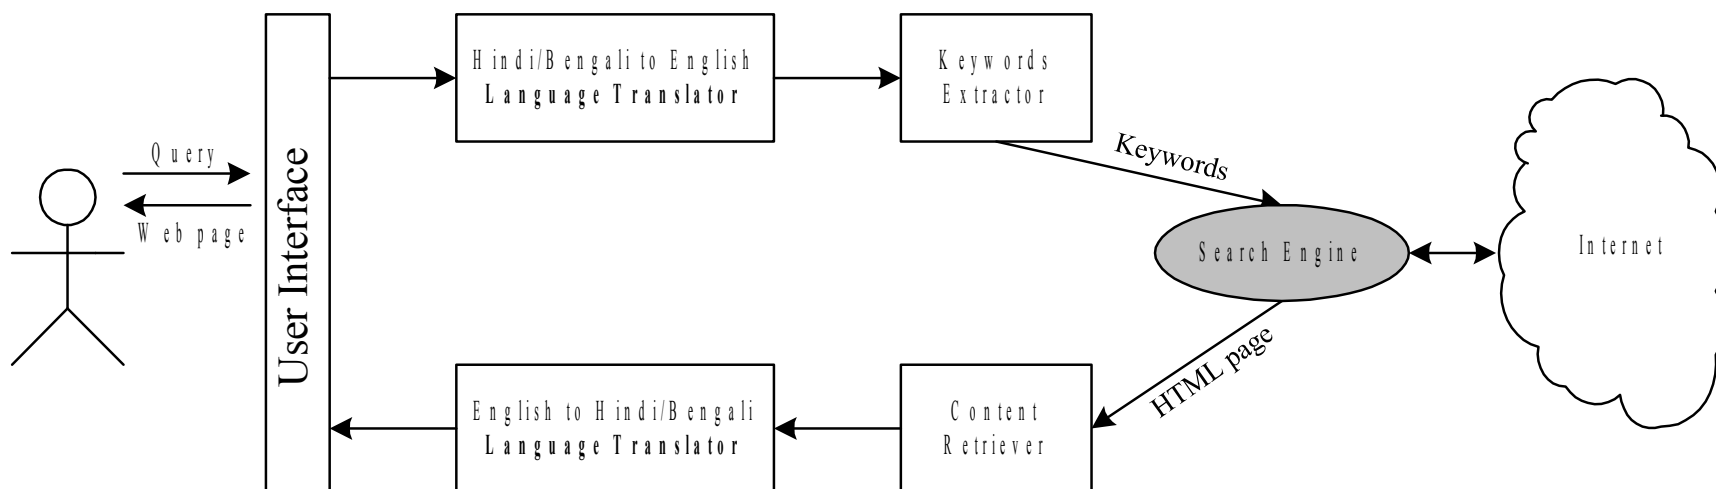 Hindi/Bengali to English
Language Translator
Keywords
Extractor
Query
Web page
User Interface
Keywords
Search Engine
Internet
HTML page
English to Hindi/Bengali
Language Translator
Content
Retriever